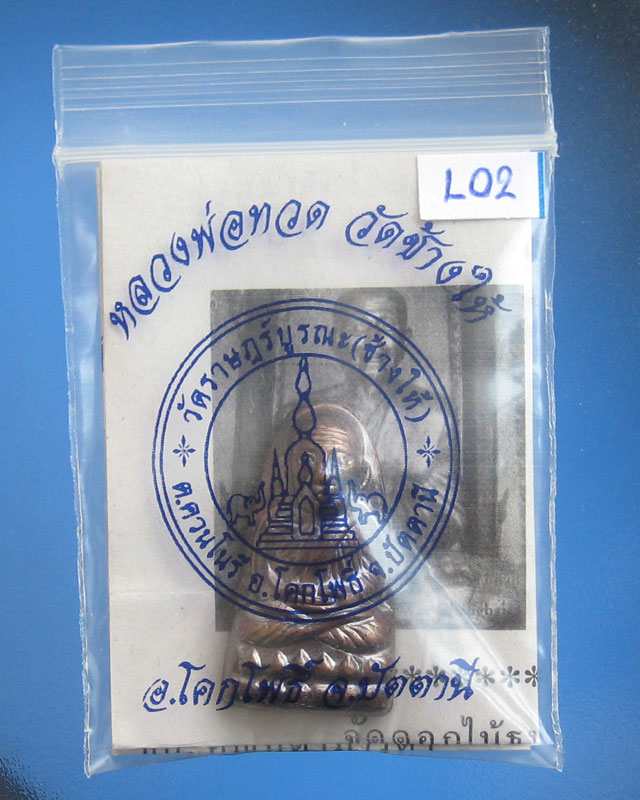 LO2
หลวงพ่อทวด วัดช้างให้
วัดราษฎร์บูรณะ(ช้างให้)
ต.ควนโนรี อ.โคกโพธิ์ จ.ปัตตานี
อ.โคกโพธิ์ จ.ปัตตานี
****